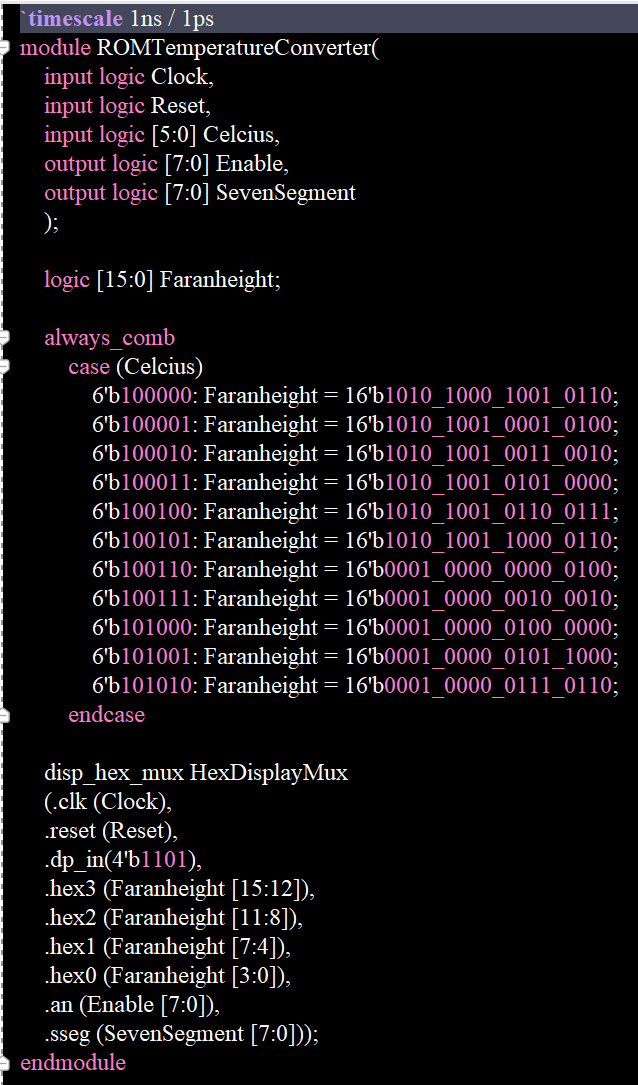 `timescale 1ns / 1ps
module ROMTemperatureConverter(
input logic Clock,
input logic Reset,
input logic [5:0] Celcius,
output logic [7:0] Enable,
output logic [7:0] SevenSegment
);
logic [15:0] Faranheight;
always_comb
case (Celcius)
6'b100000: Faranheight = 16'b1010_1000_1001_0110;
6'b100001: Faranheight = 16'b1010_1001_0001_0100;
6'b100010: Faranheight = 16'b1010_1001_0011_0010;
6'b100011: Faranheight = 16'b1010_1001_0101_0000;
6'b100100: Faranheight = 16'b1010_1001_0110_0111;
6'b100101: Faranheight = 16'b1010_1001_1000_0110;
6'b100110: Faranheight = 16'b0001_0000_0000_0100;
6'b100111: Faranheight = 16'b0001_0000_0010_0010;
6'b101000: Faranheight = 16'b0001_0000_0100_0000;
6'b101001: Faranheight = 16'b0001_0000_0101_1000;
6'b101010: Faranheight = 16'b0001_0000_0111_0110;
endcase
disp_hex_mux HexDisplayMux
(.clk (Clock),
.reset (Reset),
.dp_in(4'b1101),
.hex3 (Faranheight [15:12]),
.hex2 (Faranheight [11:8]),
.hex1 (Faranheight [7:4]),
.hex0 (Faranheight [3:0]),
.an (Enable [7:0]),
.sseg (SevenSegment [7:0]));
endmodule